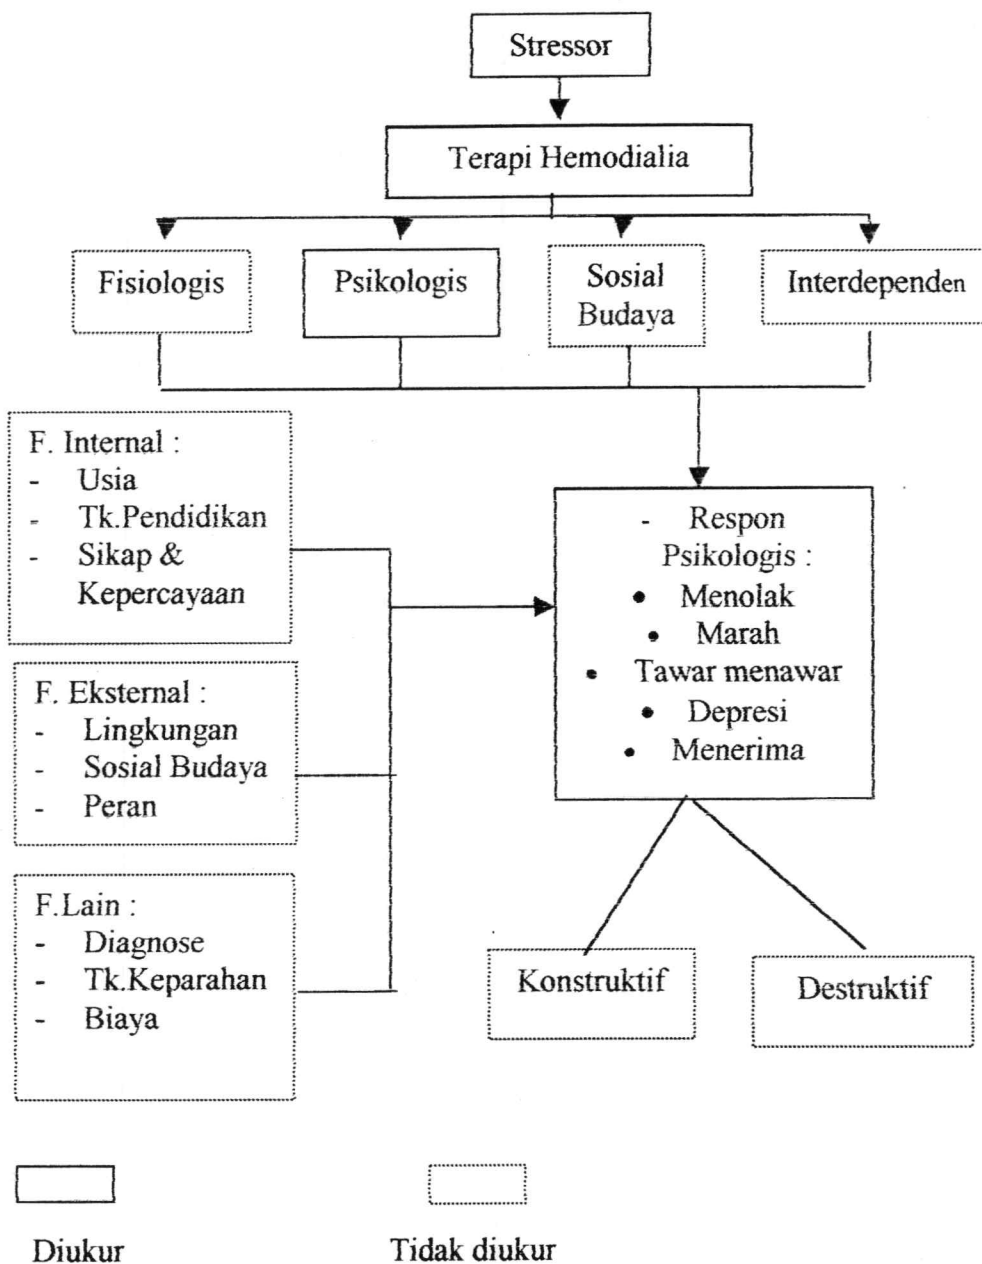 Stressor
Terapi Hemodialia
Fisiologis
Psikologis
Sosial
Budaya
Interdependen
F. Internal :
- Usia
- Tk.Pendidikan
- Sikap &
Kepercayaan
- Respon
Psikologis :
• Menolak
• Marah
• Tawar menawar
• Depresi
• Menerima
F. Eksternal :
- Lingkungan
- Sosial Budaya
- Peran
F.Lain :
- Diagnose
- Tk.Keparahan
- Biaya
Konstruktif
Destruktif
Diukur
Tidak diukur